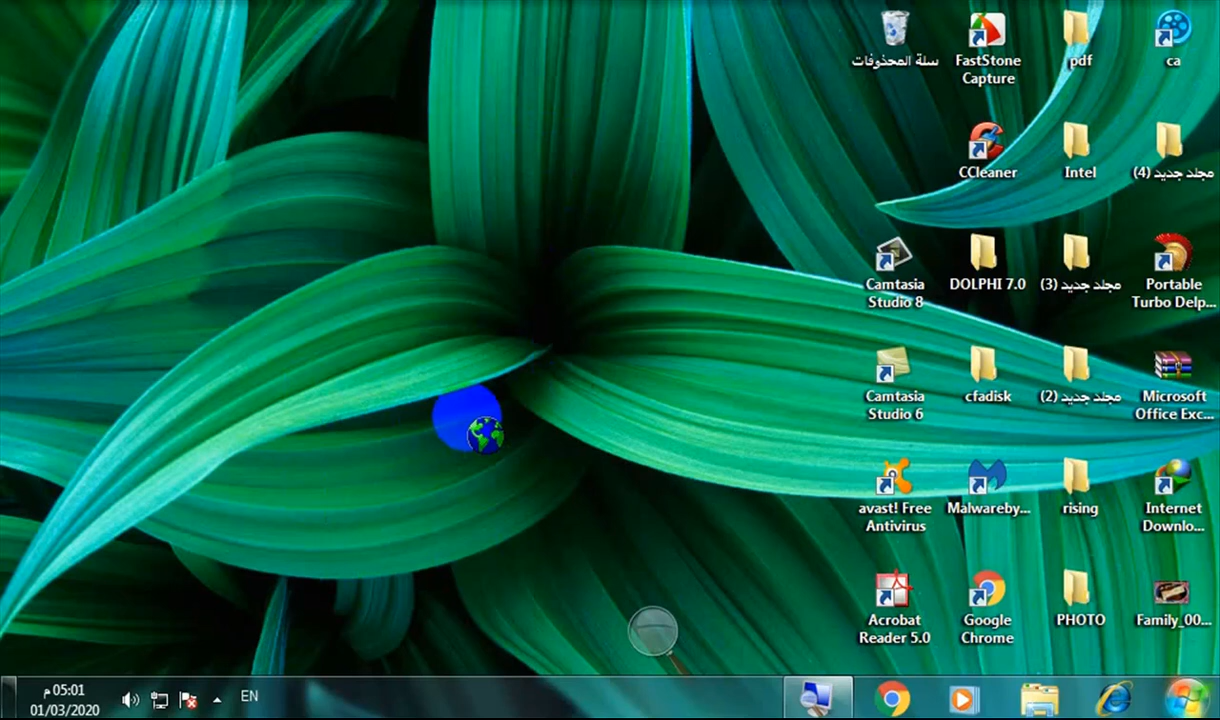 سلة المحذوفات
FastStone
Capture
pdf
ca
CCleaner
Intel
مجلد جديد (4)
Camtasia
Studio 8
DOLPHI 7.0
مجلد جديد (3)
Portable
Turbo Delp...
Camtasia
Studio 6
cfadisk
مجلد جديد (2)
Microsoft
Office Exc...
avast! Free
Antivirus
Malwareby...
rising
Internet
Downlo...
Acrobat
Reader 5.0
Google
Chrome
PHOTO
Family_00...
05:01 م
01/03/2020
EN